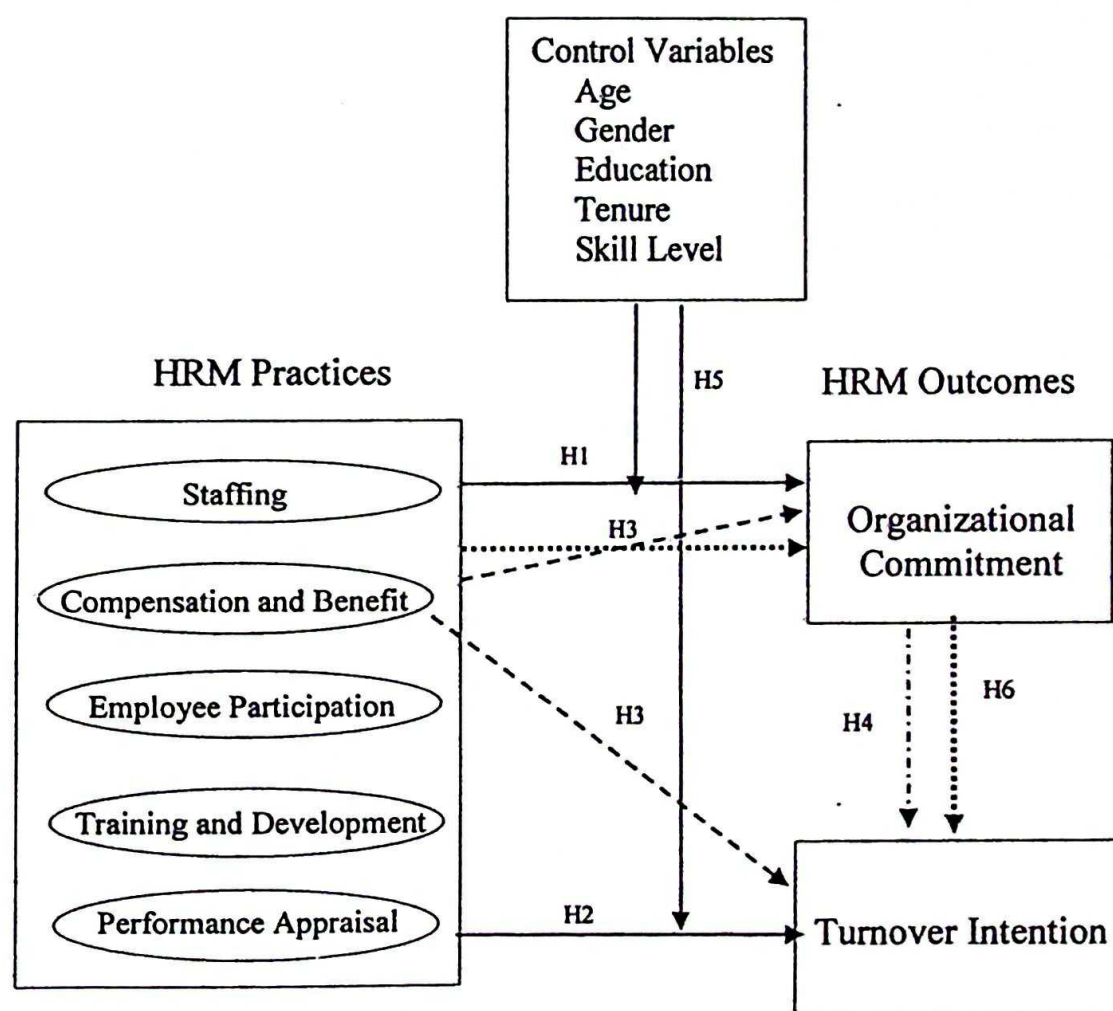 Control Variables
Age
Gender
Education
Tenure
Skill Level
HRM Practices
H5
HRM Outcomes
Staffing
H1
H3
Organizational
Commitment
Compensation and Benefit
Employee Participation
H3
H4
H6
Training and Development
Performance Appraisal
H2
Turnover Intention